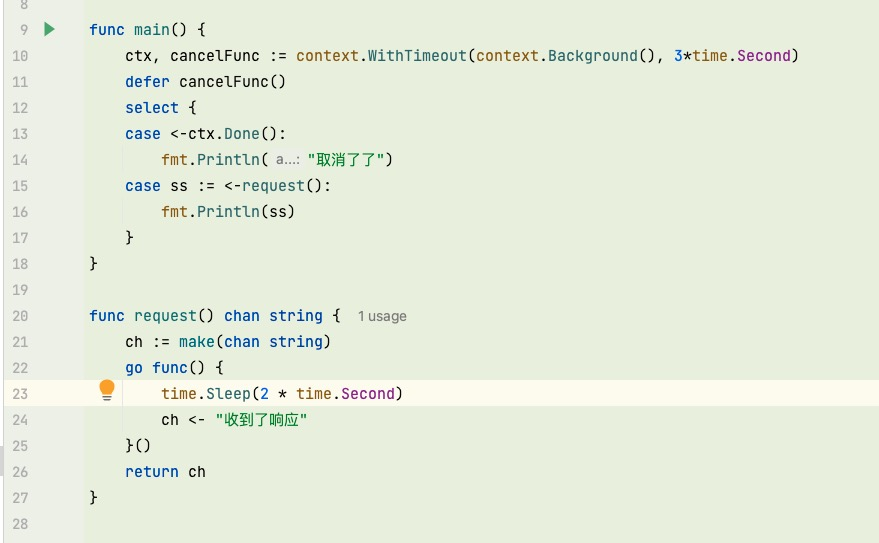 8
9 func main() {
10 ctx, cancelFunc := context.WithTimeout(context.Background(), 3*time.Second)
11 defer cancelFunc()
12 select {
13 case <-ctx.Done():
14 fmt.Println( a...: "取消了了")
15 case ss := <-request():
16 fmt.Println(ss)
17 }
18 }
19
20 func request() chan string { 1 usage
21 ch := make(chan string)
22 go func() {
23 time.Sleep(2 * time.Second)
24 ch <- "收到了响应"
25 }()
26 return ch
27 }
28